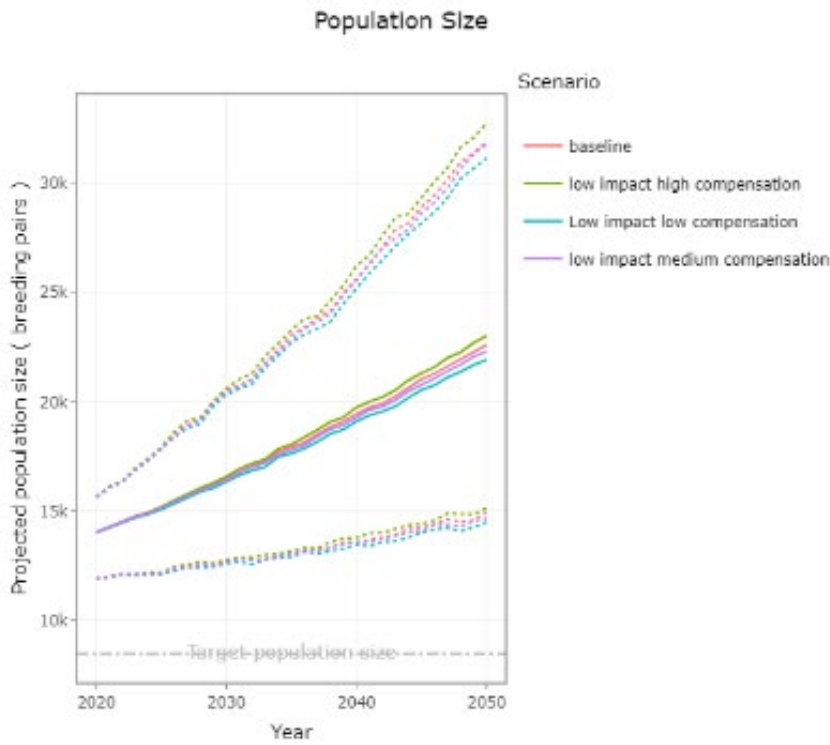 Population Size
Scenario
baseline
low impact high compensation
Low impact low compensation
low impact medium compensation
Projected population size ( breeding pairs )
30k
25k
20k
15k
10k
Target population size
2020
2030
2040
2050
Year